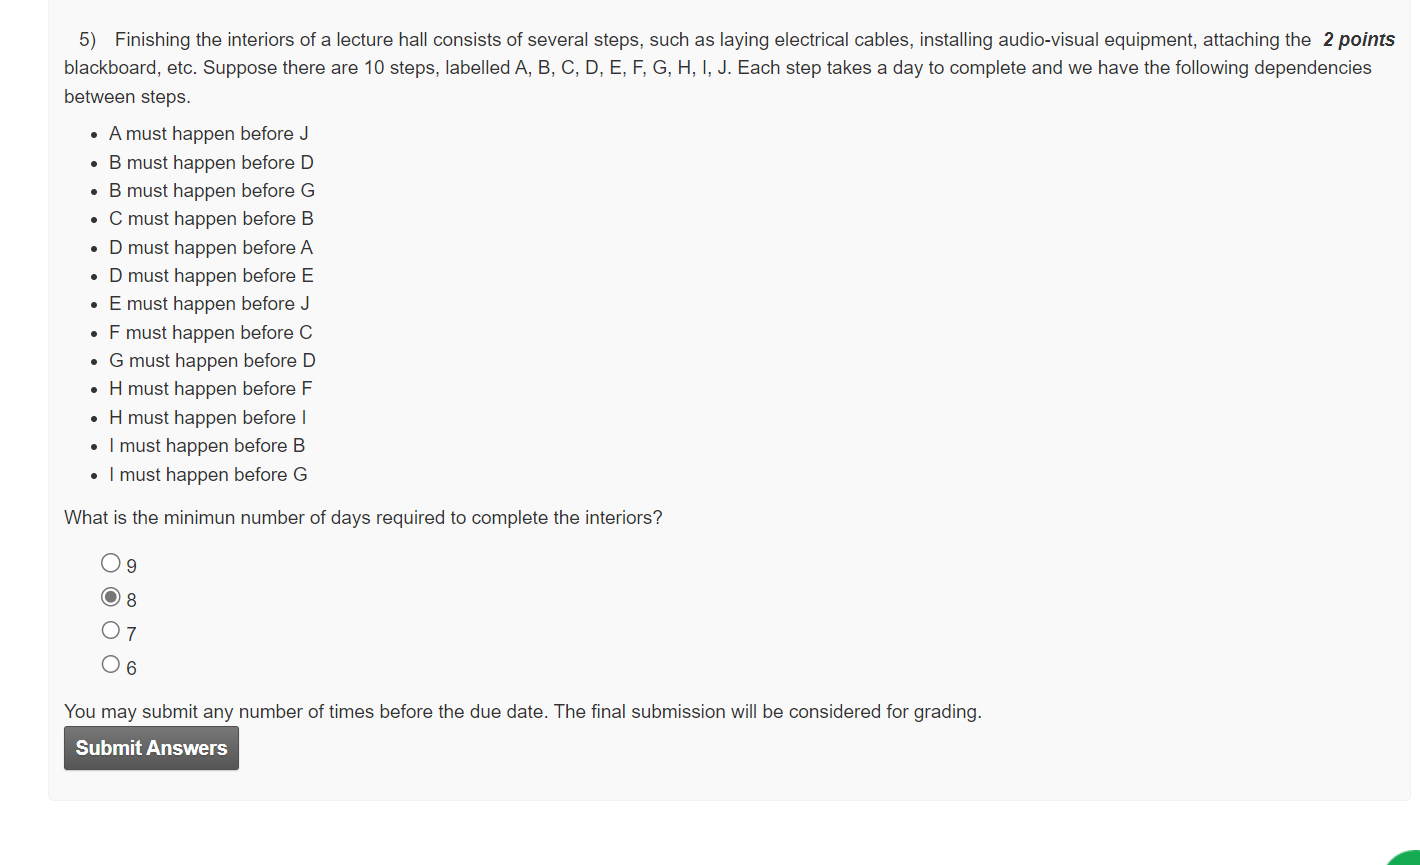 5) Finishing the interiors of a lecture hall consists of several steps, such as laying electrical cables, installing audio-visual equipment, attaching the 2 points
blackboard, etc. Suppose there are 10 steps, labelled A, B, C, D, E, F, G, H, I, J. Each step takes a day to complete and we have the following dependencies
between steps.
• A must happen before J
• B must happen before D
• B must happen before G
• C must happen before B
• D must happen before A
• D must happen before E
• E must happen before J
• F must happen before C
• G must happen before D
• H must happen before F
• H must happen before I
• I must happen before B
• I must happen before G
What is the minimun number of days required to complete the interiors?
9
8
7
6
You may submit any number of times before the due date. The final submission will be considered for grading.
Submit Answers